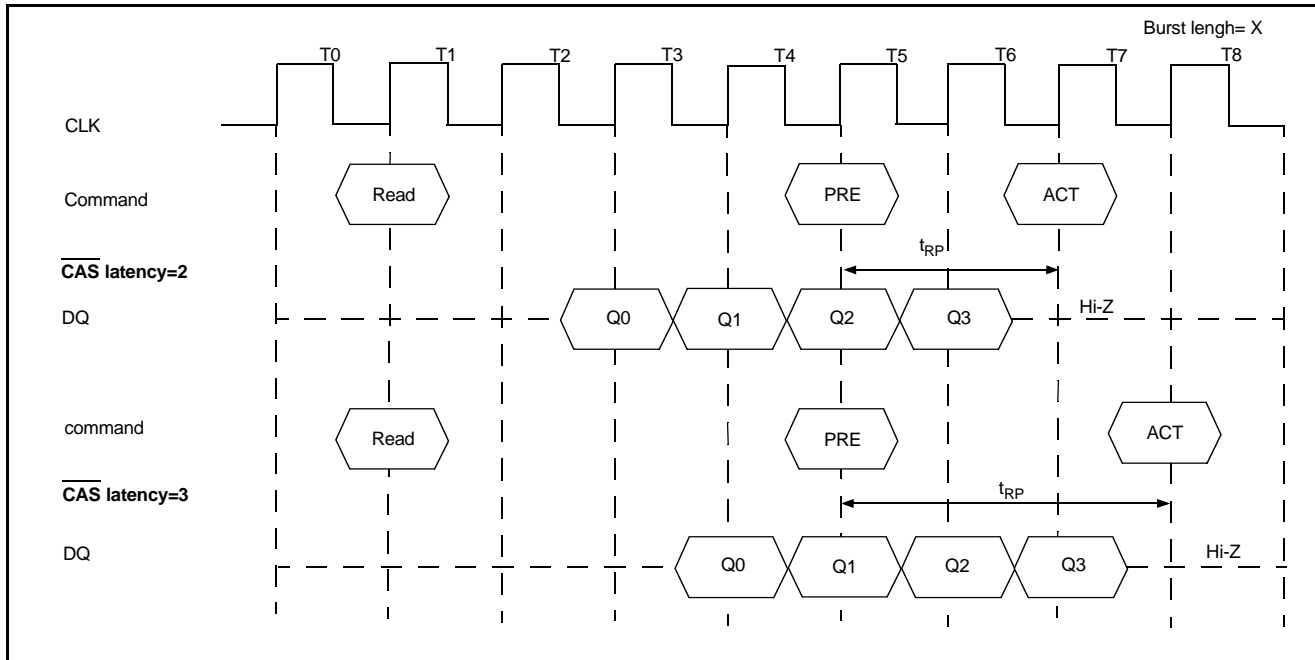 Burst lengh= X
T0 T1 T2 T3 T4 T5 T6 T7 T8
CLK
Command Read PRE ACT
tRP
CAS latency=2
DQ Q0 Q1 Q2 Q3 Hi-Z
command Read PRE ACT
CAS latency=3
tRP
DQ Q0 Q1 Q2 Q3 Hi-Z